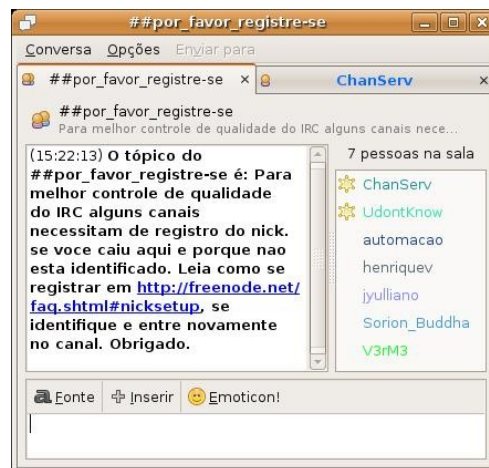 ##por_favor_registre-se
Conversa Opções Enviar para
##por_favor_registre-se × ChanServ ×
##por_favor_registre-se
Para melhor controle de qualidade do IRC alguns canais nece...
(15:22:13) O tópico do
##por_favor_registre-se é: Para
melhor controle de qualidade
do IRC alguns canais
necessitam de registro do nick.
se voce caiu aqui e porque nao
esta identificado. Leia como se
registrar em http://freenode.net/
faq.shtml#nicksetup, se
identifique e entre novamente
no canal. Obrigado.
7 pessoas na sala
ChanServ
UdontKnow
automacao
henriquev
jyulliano
Sorion_Buddha
V3rM3
a Fonte Inserir Emoticon!